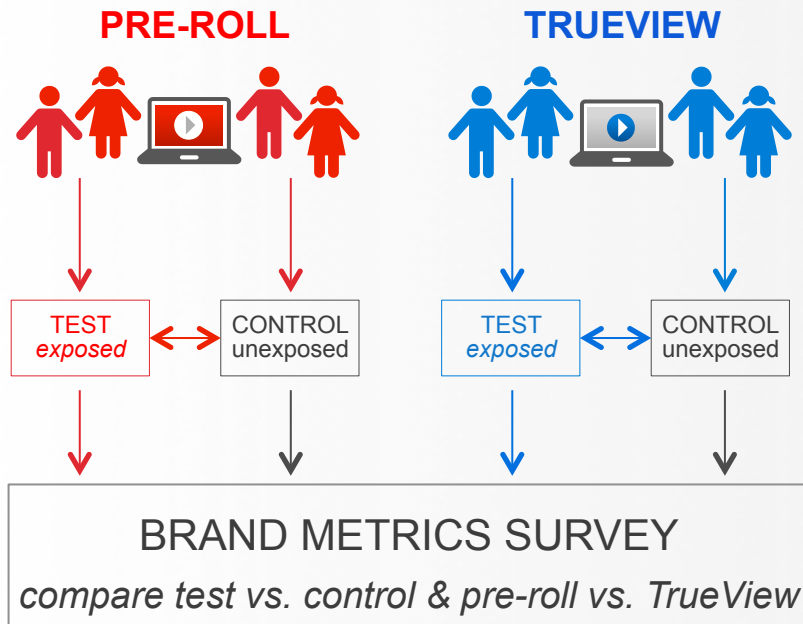 PRE-ROLL
TRUEVIEW
TEST
exposed
CONTROL
unexposed
TEST
exposed
CONTROL
unexposed
BRAND METRICS SURVEY
compare test vs. control & pre-roll vs. TrueView